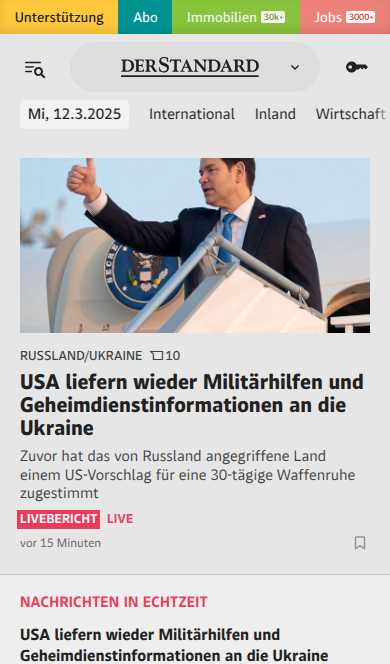 Unterstützung Abo Immobilien 30k+ Jobs 3000+
DERSTANDARD
Mi, 12.3.2025 International Inland Wirtschaft
RUSSLAND/UKRAINE 10
USA liefern wieder Militärhilfen und
Geheimdienstinformationen an die
Ukraine
Zuvor hat das von Russland angegriffene Land
einem US-Vorschlag für eine 30-tägige Waffenruhe
zugestimmt
LIVEBERICHT LIVE
vor 15 Minuten
NACHRICHTEN IN ECHTZEIT
USA liefern wieder Militärhilfen und
Geheimdienstinformationen an die Ukraine